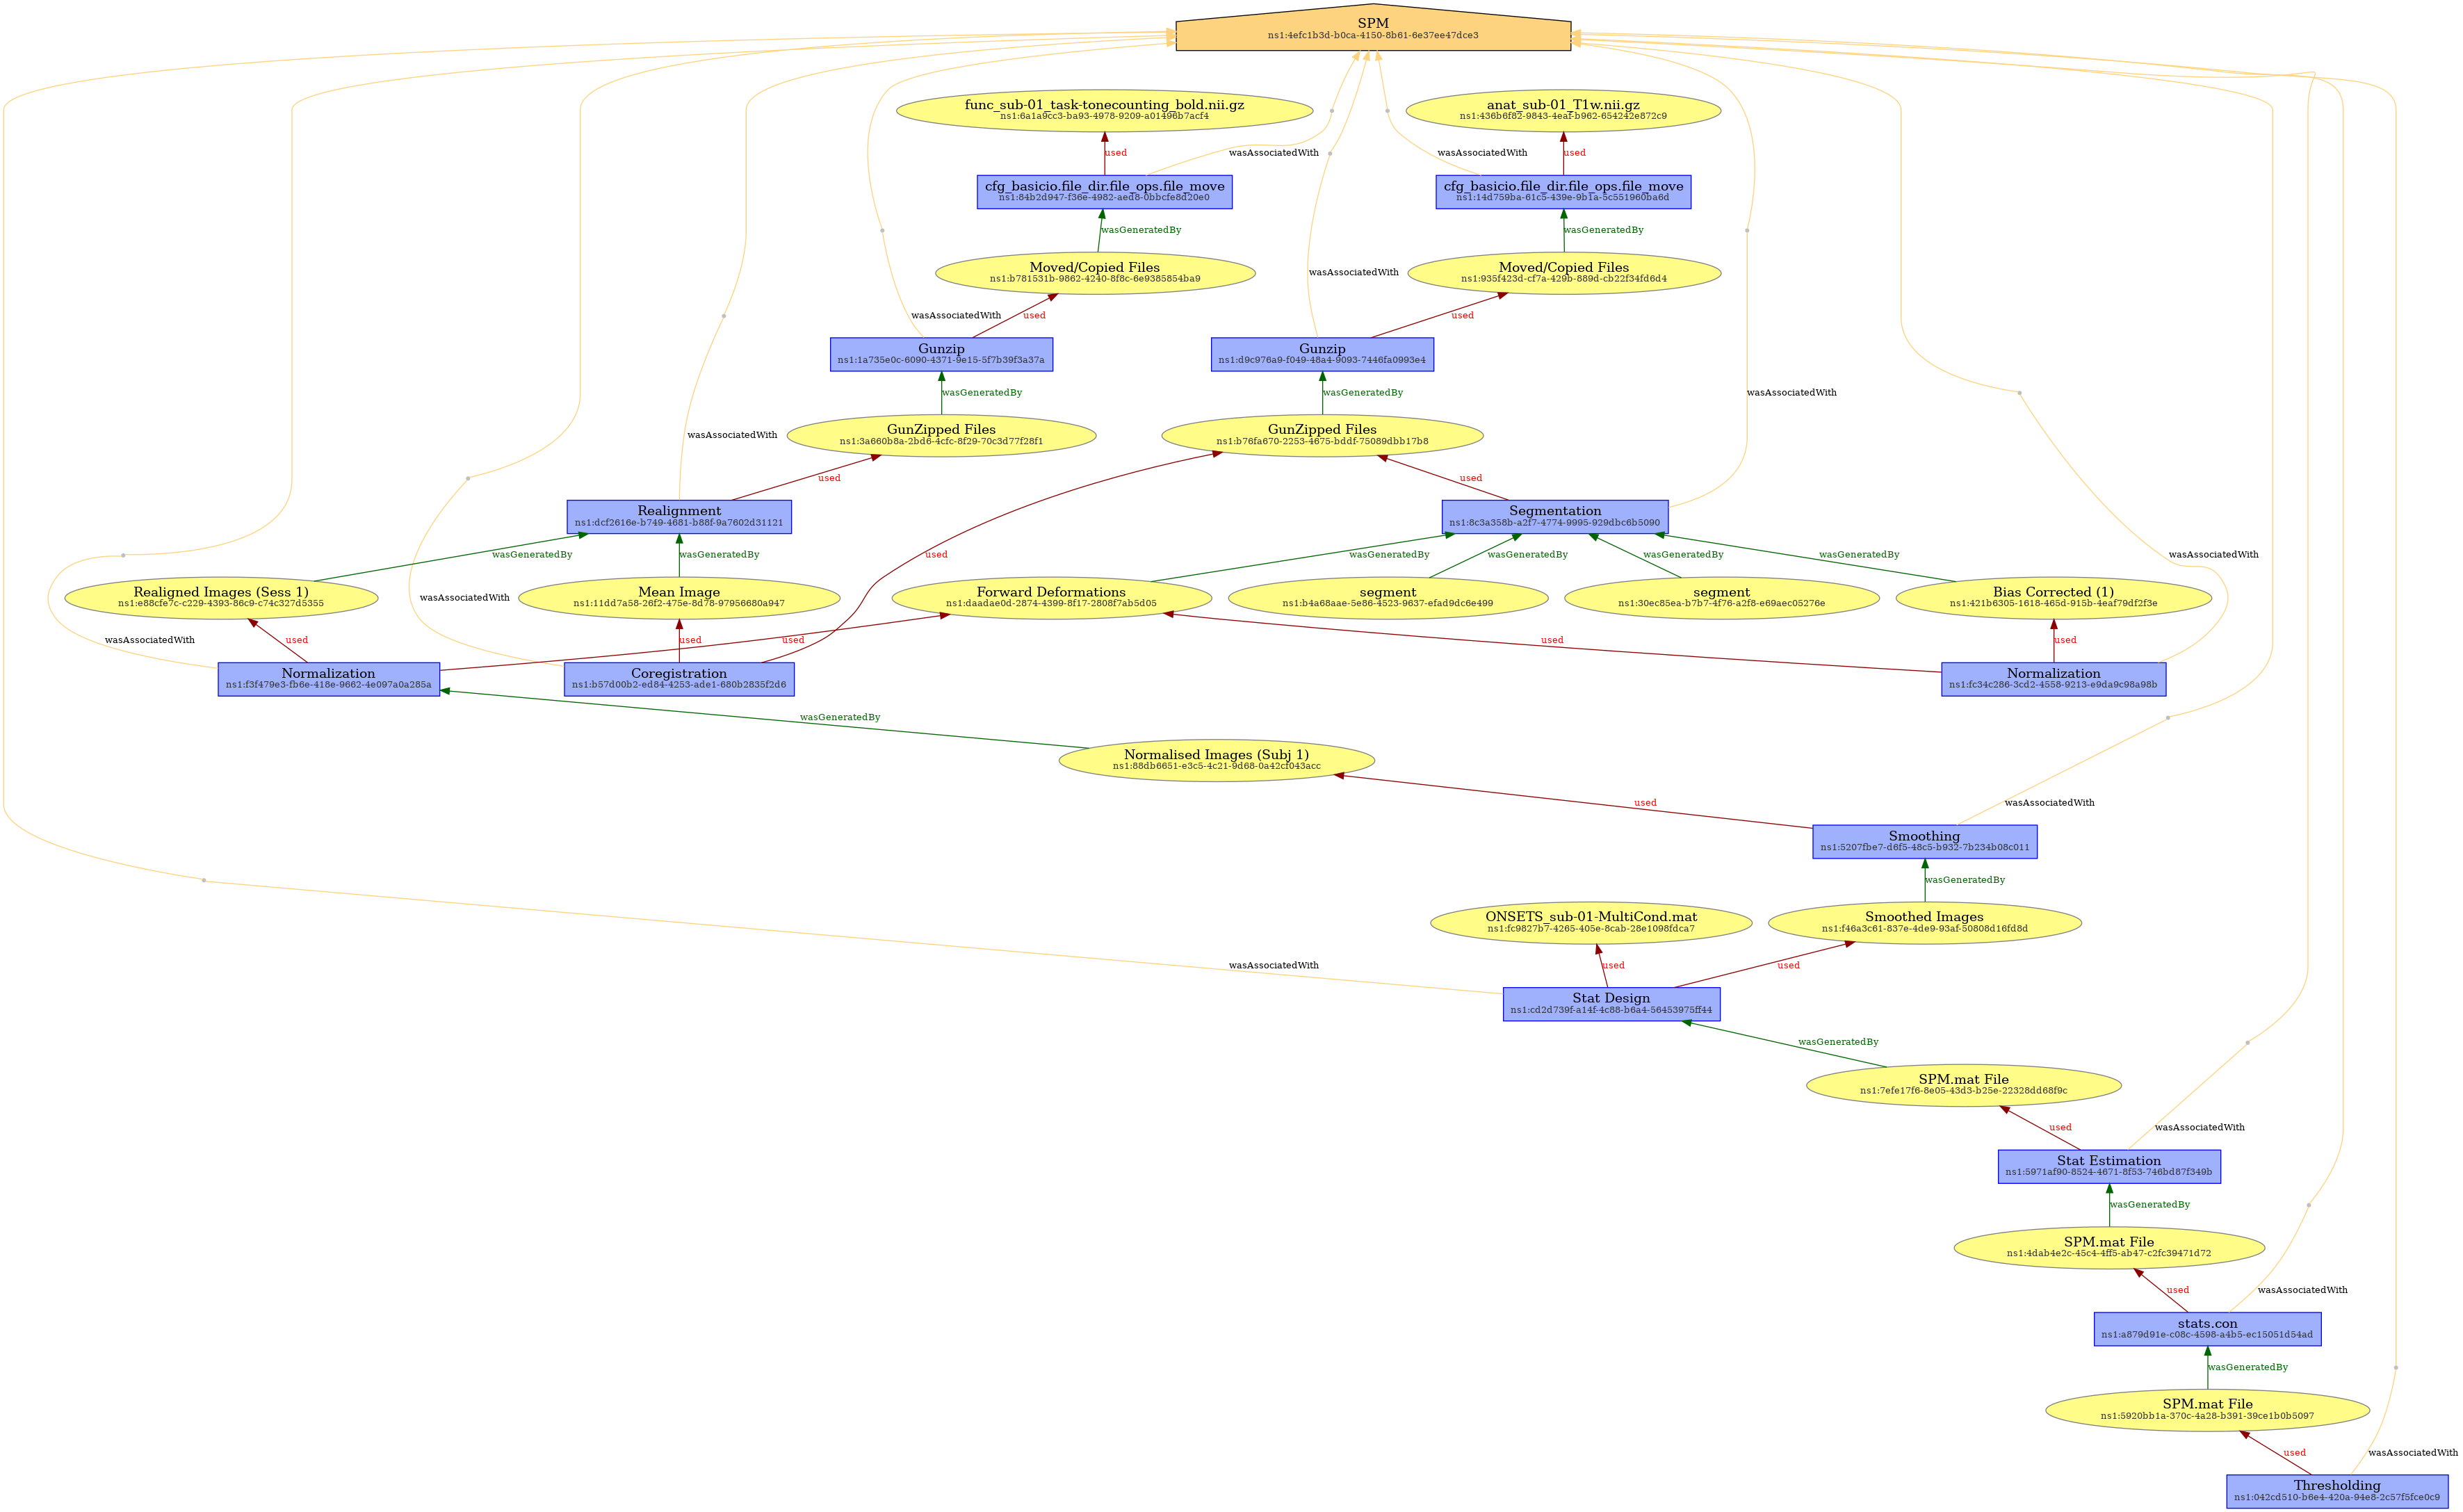 SPM
ns1:4efc1b3d-b0ca-4150-8b61-6e37ee47dce3
func_sub-01_task-tonecounting_bold.nii.gz
ns1:6a1a9cc3-ba93-4978-9209-a01496b7acf4
anat_sub-01_T1w.nii.gz
ns1:436b6f82-9843-4eaf-b962-654242e872c9
used
wasAssociatedWith
wasAssociatedWith
used
cfg_basicio.file_dir.file_ops.file_move
ns1:84b2d947-f36e-4982-aed8-0bbcfe8d20e0
cfg_basicio.file_dir.file_ops.file_move
ns1:14d759ba-61c5-439e-9b1a-5c551960ba6d
wasGeneratedBy
wasGeneratedBy
Moved/Copied Files
ns1:b781531b-9862-4240-8f8c-6e9385854ba9
wasAssociatedWith
Moved/Copied Files
ns1:935f423d-cf7a-429b-889d-cb22f34fd6d4
wasAssociatedWith
used
used
Gunzip
ns1:1a735e0c-6090-4371-9e15-5f7b39f3a37a
Gunzip
ns1:d9c976a9-f049-48a4-9093-7446fa0993e4
wasGeneratedBy
wasGeneratedBy
wasAssociatedWith
wasAssociatedWith
GunZipped Files
ns1:3a660b8a-2bd6-4cfc-8f29-70c3d77f28f1
GunZipped Files
ns1:b76fa670-2253-4675-bddf-75089dbb17b8
used
used
Realignment
ns1:dcf2616e-b749-4681-b88f-9a7602d31121
Segmentation
ns1:8c3a358b-a2f7-4774-9995-929dbc6b5090
wasGeneratedBy
wasGeneratedBy
used
wasGeneratedBy
wasGeneratedBy
wasGeneratedBy
wasGeneratedBy
wasAssociatedWith
Realigned Images (Sess 1)
ns1:e88cfe7c-c229-4393-86c9-c74c327d5355
wasAssociatedWith
Mean Image
ns1:11dd7a58-26f2-475e-8d78-97956680a947
Forward Deformations
ns1:daadae0d-2874-4399-8f17-2808f7ab5d05
segment
ns1:b4a68aae-5e86-4523-9637-efad9dc6e499
segment
ns1:30ec85ea-b7b7-4f76-a2f8-e69aec05276e
Bias Corrected (1)
ns1:421b6305-1618-465d-915b-4eaf79df2f3e
wasAssociatedWith
used
used
used
used
used
Normalization
ns1:f3f479e3-fb6e-418e-9662-4e097a0a285a
Coregistration
ns1:b57d00b2-ed84-4253-ade1-680b2835f2d6
Normalization
ns1:fc34c286-3cd2-4558-9213-e9da9c98a98b
wasGeneratedBy
Normalised Images (Subj 1)
ns1:88db6651-e3c5-4c21-9d68-0a42cf043acc
used
wasAssociatedWith
Smoothing
ns1:5207fbe7-d6f5-48c5-b932-7b234b08c011
wasGeneratedBy
ONSETS_sub-01-MultiCond.mat
ns1:fc9827b7-4265-405e-8cab-28e1098fdca7
Smoothed Images
ns1:f46a3c61-837e-4de9-93af-50808d16fd8d
wasAssociatedWith
used
used
Stat Design
ns1:cd2d739f-a14f-4c88-b6a4-56453975ff44
wasGeneratedBy
SPM.mat File
ns1:7efe17f6-8e05-43d3-b25e-22328dd68f9c
used
wasAssociatedWith
Stat Estimation
ns1:5971af90-8524-4671-8f53-746bd87f349b
wasGeneratedBy
SPM.mat File
ns1:4dab4e2c-45c4-4ff5-ab47-c2fc39471d72
used
wasAssociatedWith
stats.con
ns1:a879d91e-c08c-4598-a4b5-ec15051d54ad
wasGeneratedBy
SPM.mat File
ns1:5920bb1a-370c-4a28-b391-39ce1b0b5097
used
wasAssociatedWith
Thresholding
ns1:042cd510-b6e4-420a-94e8-2c57f5fce0c9